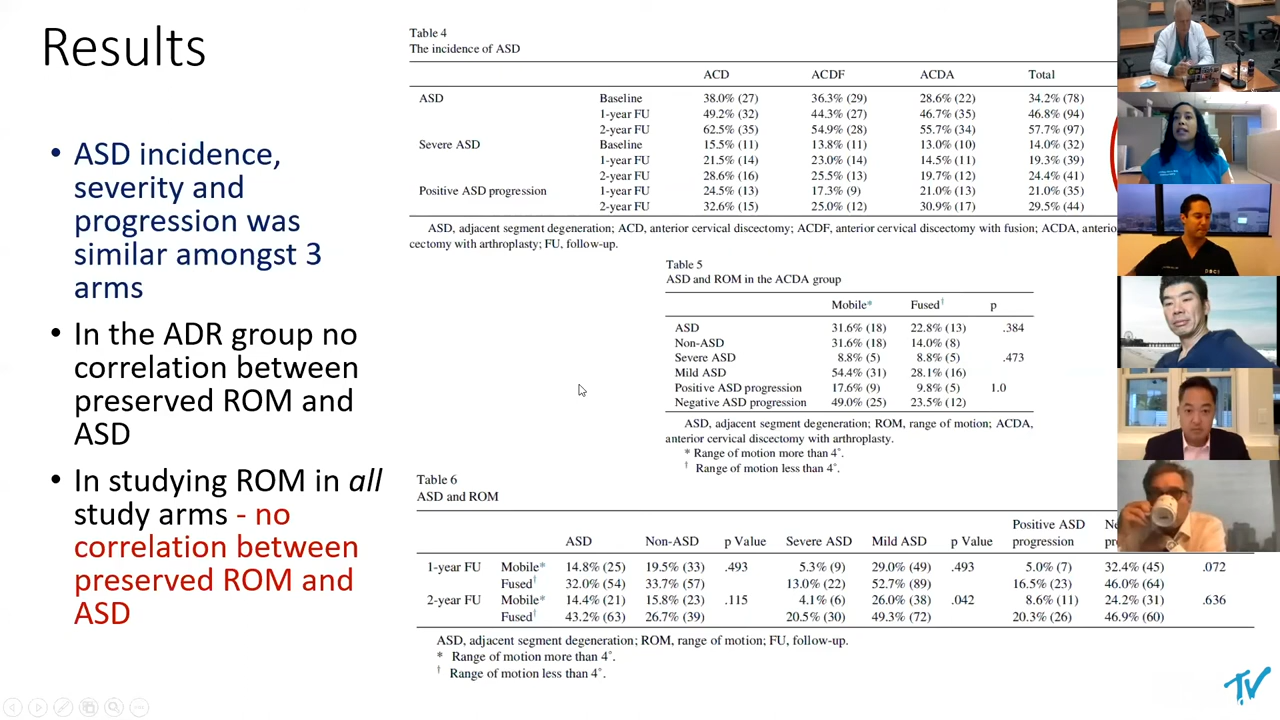 Results
• ASD incidence,
severity and
progression was
similar amongst 3
arms
• In the ADR group no
correlation between
preserved ROM and
ASD
• In studying ROM in all
study arms - no
correlation between
preserved ROM and
ASD
Table 4
The incidence of ASD
ACD ACDF ACDA Total
ASD Baseline 38.0% (27) 36.3% (29) 28.6% (22) 34.2% (78)
1-year FU 49.2% (32) 44.3% (27) 46.7% (35) 46.8% (94)
2-year FU 62.5% (35) 54.9% (28) 55.7% (34) 57.7% (97)
Severe ASD Baseline 15.5% (11) 13.8% (11) 13.0% (10) 14.0% (32)
1-year FU 21.5% (14) 23.0% (14) 14.5% (11) 19.3% (39)
2-year FU 28.6% (16) 25.5% (13) 19.7% (12) 24.4% (41)
Positive ASD progression 1-year FU 24.5% (13) 17.3% (9) 21.0% (13) 21.0% (35)
2-year FU 32.6% (15) 25.0% (12) 30.9% (17) 29.5% (44)
ASD, adjacent segment degeneration; ACD, anterior cervical discectomy; ACDF, anterior cervical discectomy with fusion; ACDA, anterio
cectomy with arthroplasty; FU, follow-up.
Table 5
ASD and ROM in the ACDA group
Mobile* Fused† p
ASD 31.6% (18) 22.8% (13) .384
Non-ASD 31.6% (18) 14.0% (8)
Severe ASD 8.8% (5) 8.8% (5) .473
Mild ASD 54.4% (31) 28.1% (16)
Positive ASD progression 17.6% (9) 9.8% (5) 1.0
Negative ASD progression 49.0% (25) 23.5% (12)
ASD, adjacent segment degeneration; ROM, range of motion; ACDA,
anterior cervical discectomy with arthroplasty.
* Range of motion more than 4°.
† Range of motion less than 4°.
Table 6
ASD and ROM
Positive ASD Ne
ASD Non-ASD p Value Severe ASD Mild ASD p Value progression pr
1-year FU Mobile* 14.8% (25) 19.5% (33) .493 5.3% (9) 29.0% (49) .493 5.0% (7) 32.4% (45) .072
Fused† 32.0% (54) 33.7% (57) 13.0% (22) 52.7% (89) 16.5% (23) 46.0% (64)
2-year FU Mobile* 14.4% (21) 15.8% (23) .115 4.1% (6) 26.0% (38) .042 8.6% (11) 24.2% (31) .636
Fused† 43.2% (63) 26.7% (39) 20.5% (30) 49.3% (72) 20.3% (26) 46.9% (60)
ASD, adjacent segment degeneration; ROM, range of motion; FU, follow-up.
* Range of motion more than 4°.
† Range of motion less than 4°.
TV